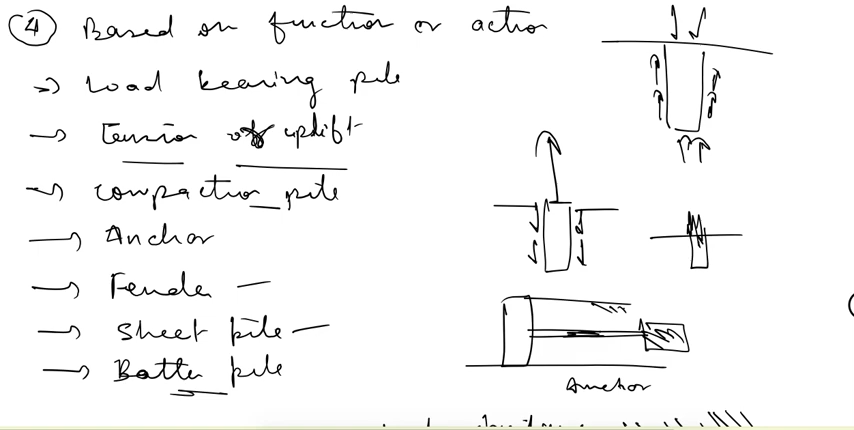 ④ Based on function or action
→ Load bearing pile
→ Tension or uplift
→ compaction pile
→ Anchor
→ Fender —
→ Sheet pile —
→ Batter pile
Anchor